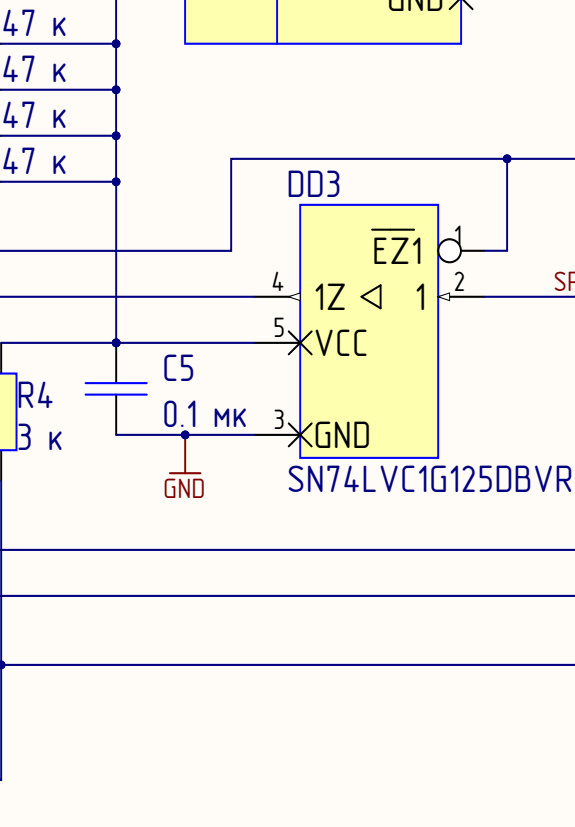 GND
47 к
47 к
47 к
47 к
DD3
EZ1 1
4 1Z 1 2
5 VCC
C5
R4
0.1 мк 3 GND
3 к
GND
SN74LVC1G125DBVR